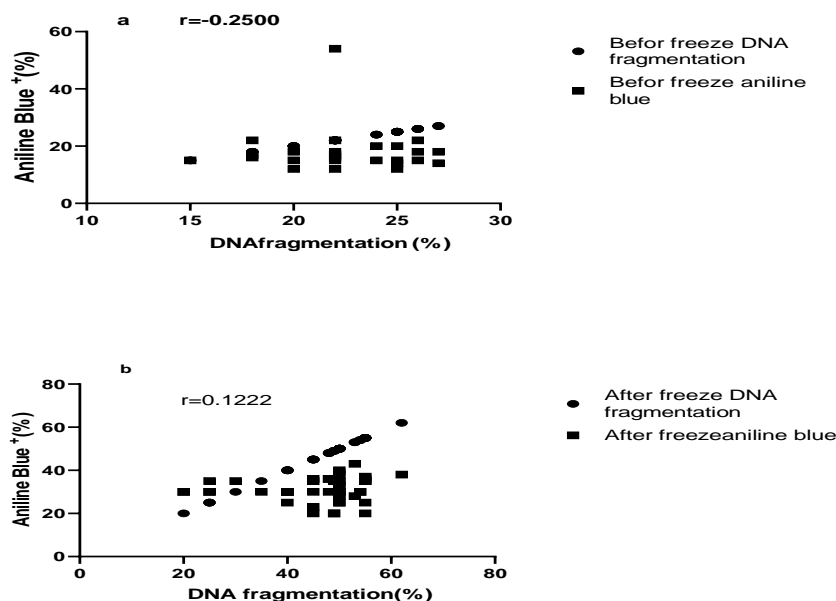 a r=-0.2500
Aniline Blue +(%)
60
40
20
0
10 15 20 25 30
DNAfragmentation (%)
Befor freeze DNA
fragmentation
Befor freeze aniline
blue
b
r=0.1222
Aniline Blue +(%)
80
60
40
20
0
0 20 40 60 80
DNA fragmentation(%)
After freeze DNA
fragmentation
After freezeaniline blue